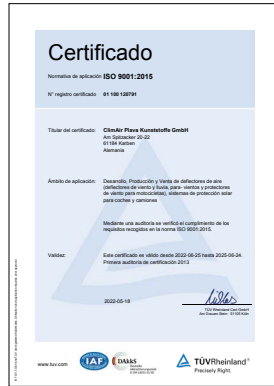 Certificado
Normativa de aplicación ISO 9001:2015
N° registro certificado 01 100 120791
Titular del certificado: ClimAir Plava Kunststoffe GmbH
Am Spitzacker 20-22
61184 Karben
Alemania
Ámbito de aplicación: Desarrollo, Producción y Venta de deflectores de aire
(deflectores de viento y lluvia, para- vientos y protectores
de viento para motocicletas), sistemas de protección solar
para coches y camiones
Mediante una auditoría se verificó el cumplimiento de los
requisitos recogidos en la norma ISO 9001:2015.
Validez: Este certificado es válido desde 2022-06-25 hasta 2025-06-24.
Primera auditoría de certificación 2013
2022-05-18
TÜV Rheinland Cert GmbH
Am Grauen Stein · 51105 Köln
www.tuv.com
IAF
DAkkS
Deutsche
Akkreditierungsstelle
TÜVRheinland®
Precisely Right.